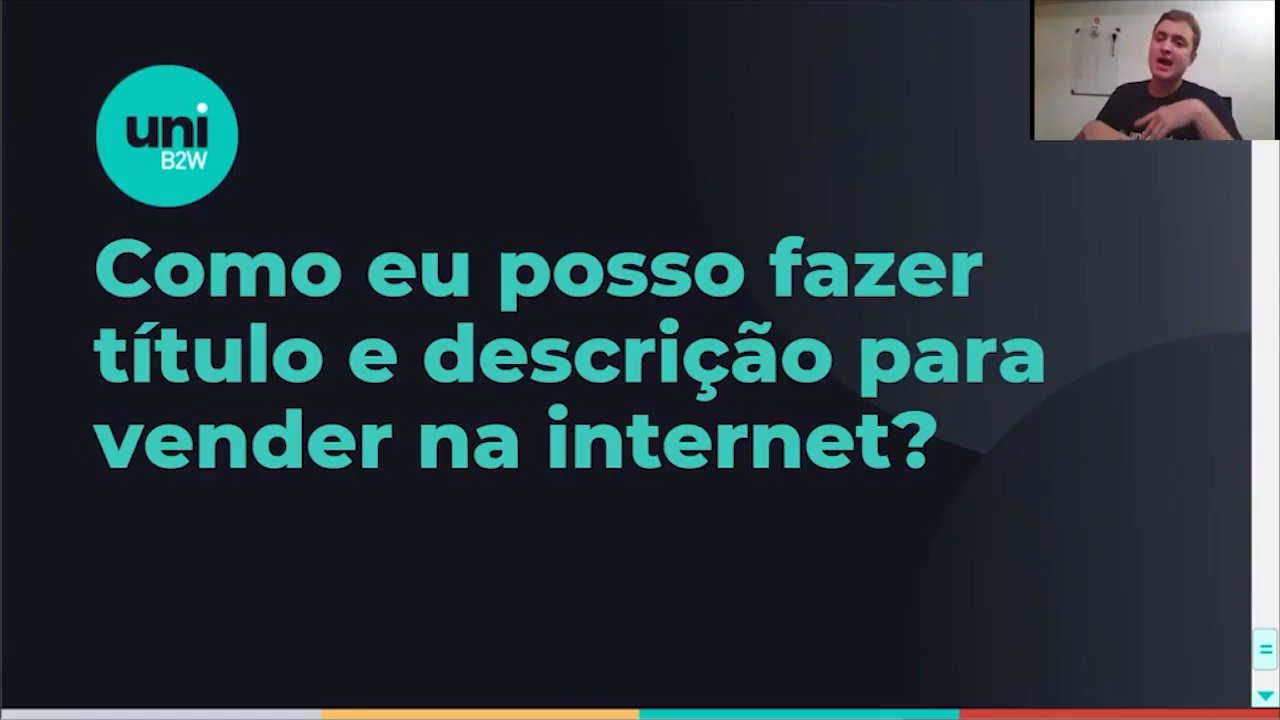 uni
B2W
Como eu posso fazer
título e descrição para
vender na internet?